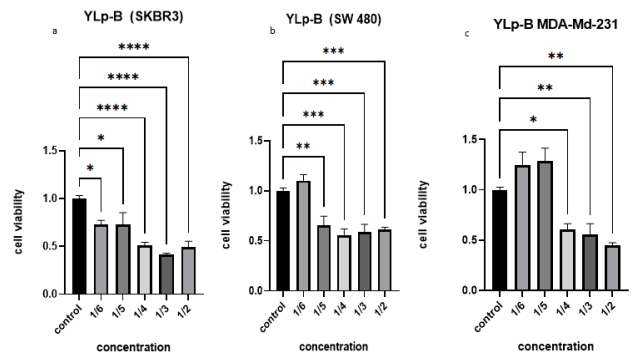 a
YLp-B (SKBR3)
****
****
****
*
*
1.5
1.0
0.5
0.0
cell viability
control
1/6
1/5
1/4
1/3
1/2
concentration
b
YLp-B (SW 480)
***
***
***
**
1.5
1.0
0.5
0.0
cell viability
control
1/6
1/5
1/4
1/3
1/2
concentration
c
YLp-B MDA-Md-231
**
**
*
1.5
1.0
0.5
0.0
cell viability
control
1/6
1/5
1/4
1/3
1/2
concentration